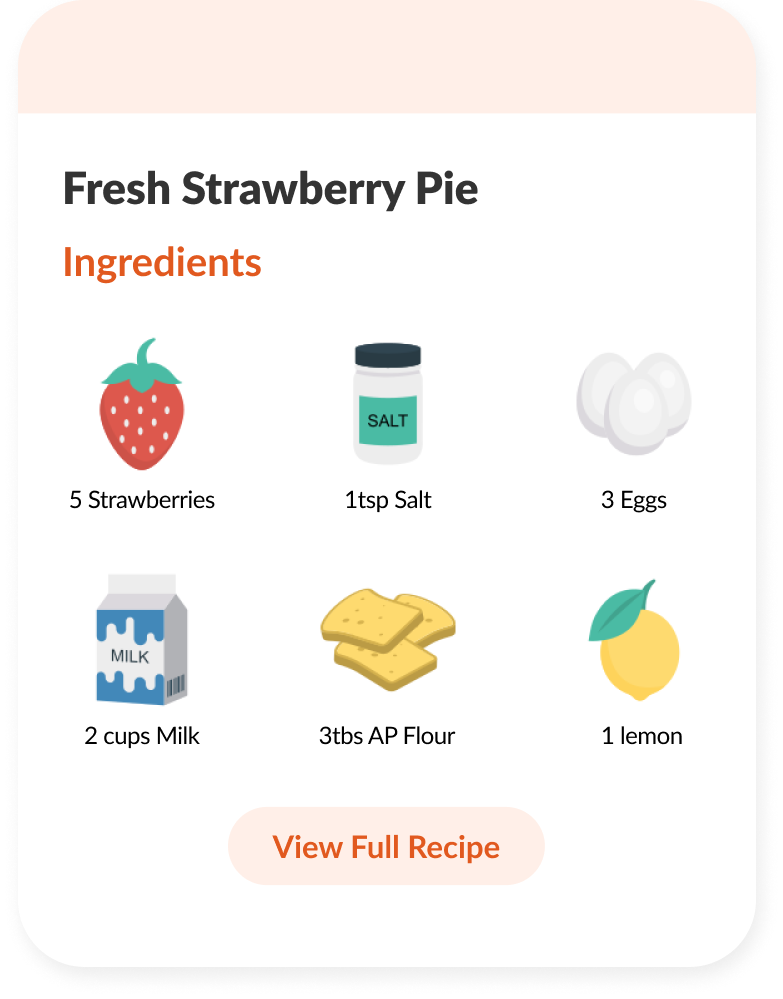 Fresh Strawberry Pie
Ingredients
SALT
5 Strawberries
1tsp Salt
3 Eggs
MILK
2 cups Milk
3tbs AP Flour
1 lemon
View Full Recipe